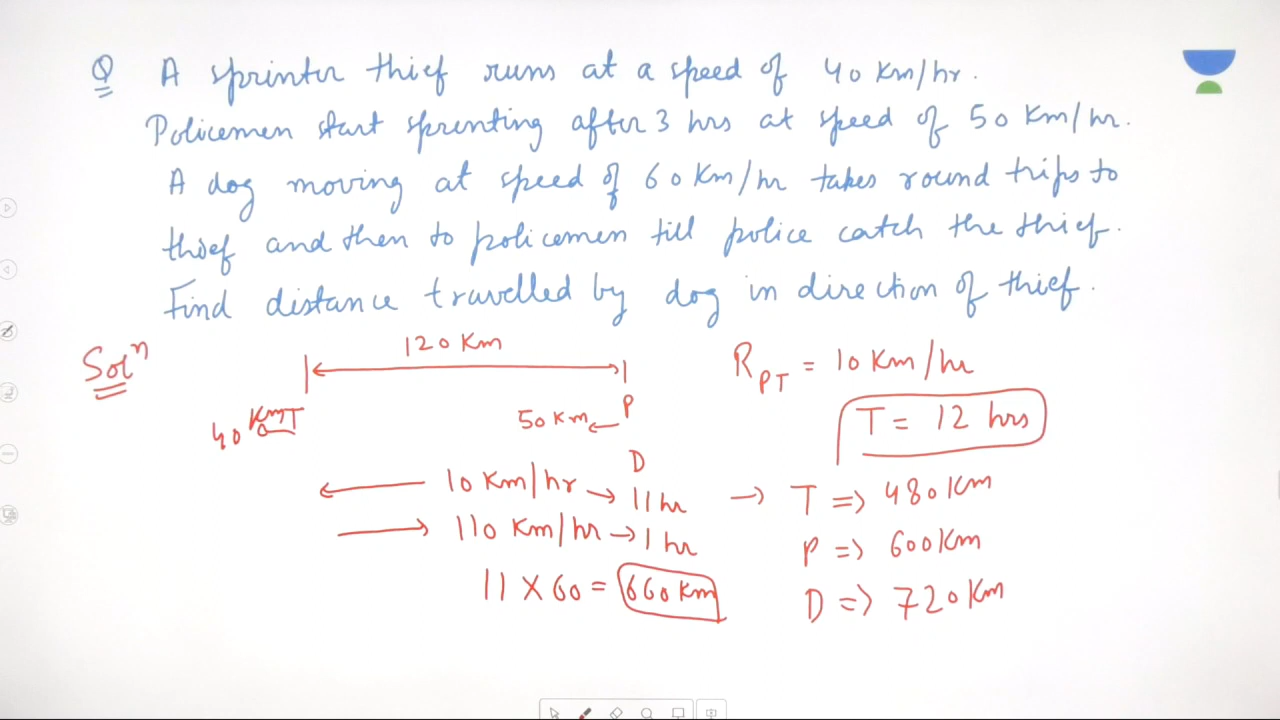 Q A sprinter thief runs at a speed of 40 Km/hr.
Policemen start sprinting after 3 hrs at speed of 50 Km/hr.
A dog moving at speed of 60 Km/hr takes round trips to
thief and then to policemen till police catch the thief.
Find distance travelled by dog in direction of thief.
Solⁿ
120 Km
R_PT = 10 Km/hr
40 Km T
50 Km P
T = 12 hrs
D
10 Km/hr → 11 hr → T => 480 Km
110 Km/hr → 1 hr P => 600 Km
11 X 60 = 660 Km D => 720 Km